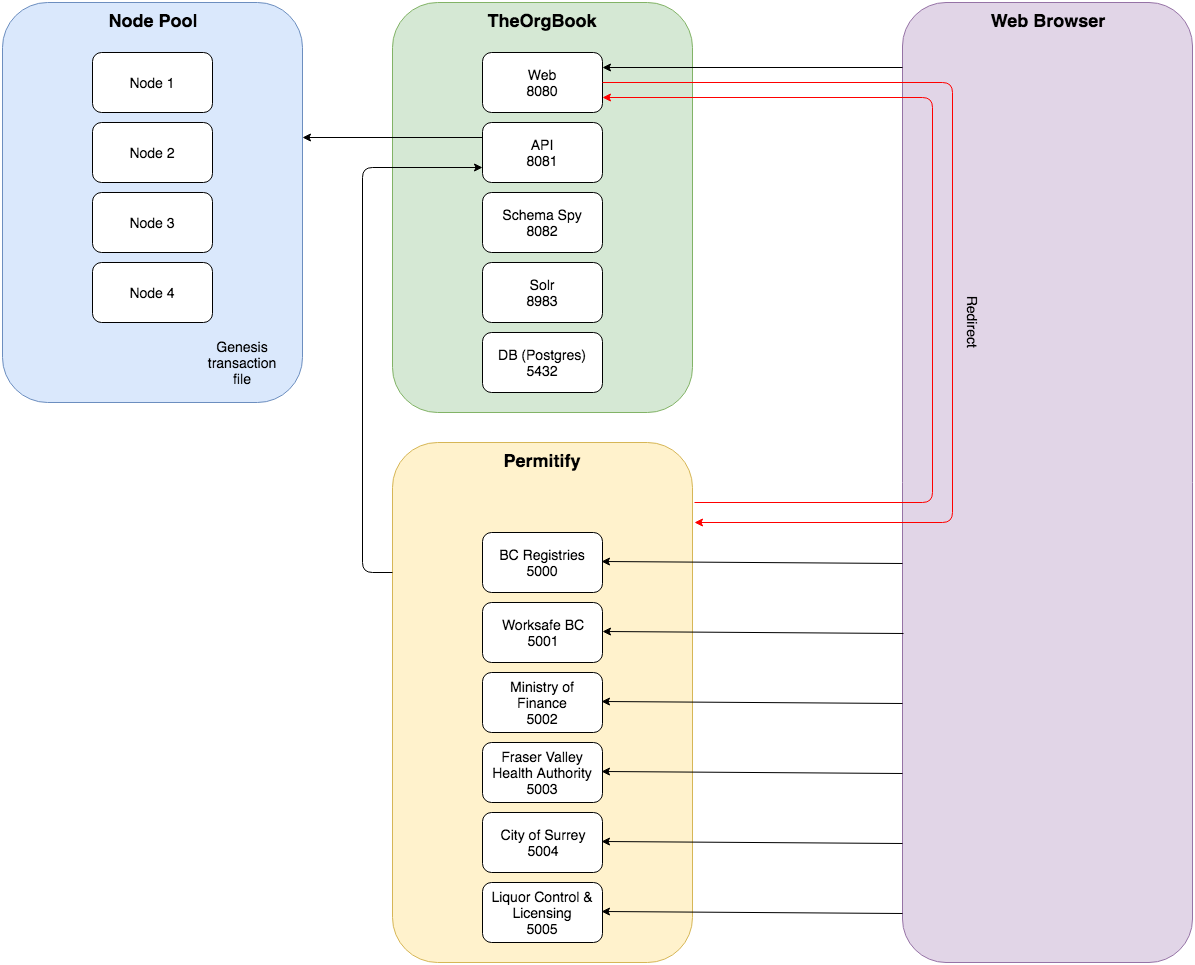 Node Pool
Node 1
Node 2
Node 3
Node 4
Genesis
transaction
file
TheOrgBook
Web
8080
API
8081
Schema Spy
8082
Solr
8983
DB (Postgres)
5432
Permitify
BC Registries
5000
Worksafe BC
5001
Ministry of
Finance
5002
Fraser Valley
Health Authority
5003
City of Surrey
5004
Liquor Control &
Licensing
5005
Web Browser
Redirect